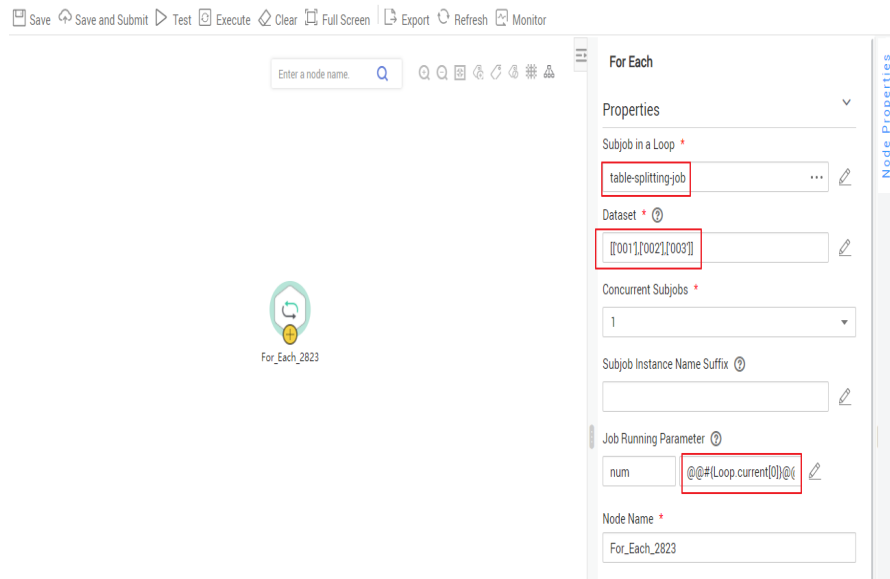 Save Save and Submit Test Execute Clear Full Screen Export Refresh Monitor
Enter a node name.
For_Each_2823
For Each
Properties
Subjob in a Loop *
table-splitting-job ...
Dataset * ?
[['001'],['002'],['003']]
Concurrent Subjobs *
1
Subjob Instance Name Suffix ?
Job Running Parameter ?
num @@#{Loop.current[0]}@@
Node Name *
For_Each_2823
Node Properties